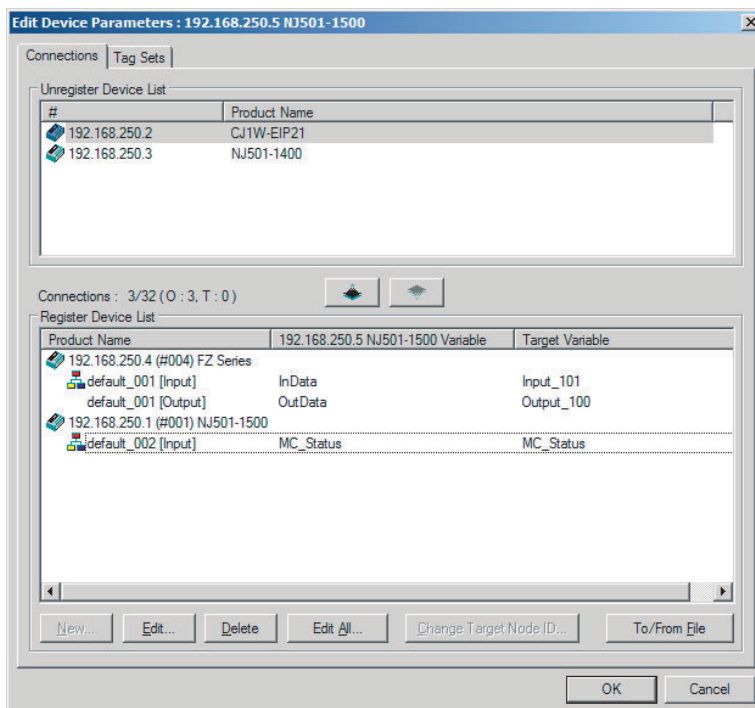 Edit Device Parameters : 192.168.250.5 NJ501-1500
Connections Tag Sets
Unregister Device List
# Product Name
192.168.250.2 CJ1W-EIP21
192.168.250.3 NJ501-1400
Connections : 3/32 ( O : 3, T : 0 )
Register Device List
Product Name 192.168.250.5 NJ501-1500 Variable Target Variable
192.168.250.4 (#004) FZ Series
default_001 [Input] InData Input_101
default_001 [Output] OutData Output_100
192.168.250.1 (#001) NJ501-1500
default_002 [Input] MC_Status MC_Status
New... Edit... Delete Edit All... Change Target Node ID... To/From File
OK Cancel